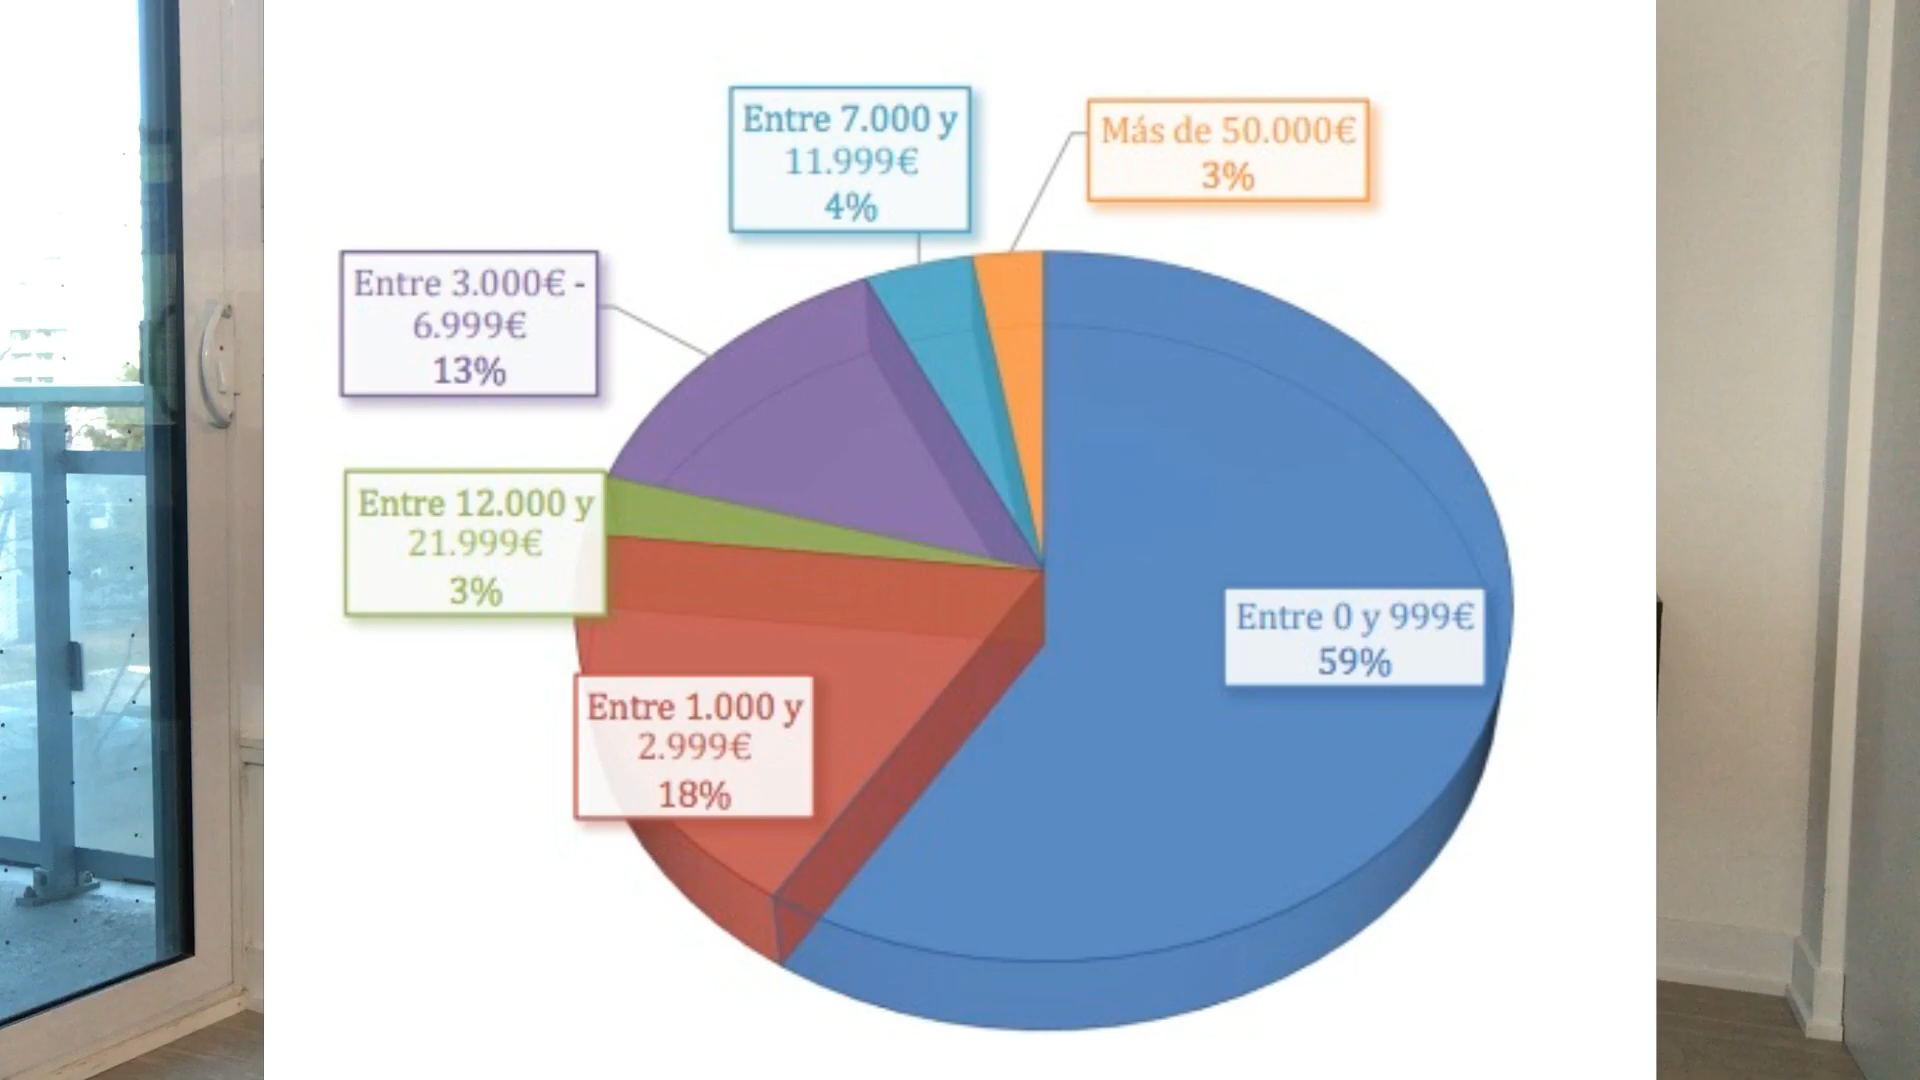 Entre 7.000 y
11.999€
4%
Más de 50.000€
3%
Entre 3.000€ -
6.999€
13%
Entre 12.000 y
21.999€
3%
Entre 0 y 999€
59%
Entre 1.000 y
2.999€
18%